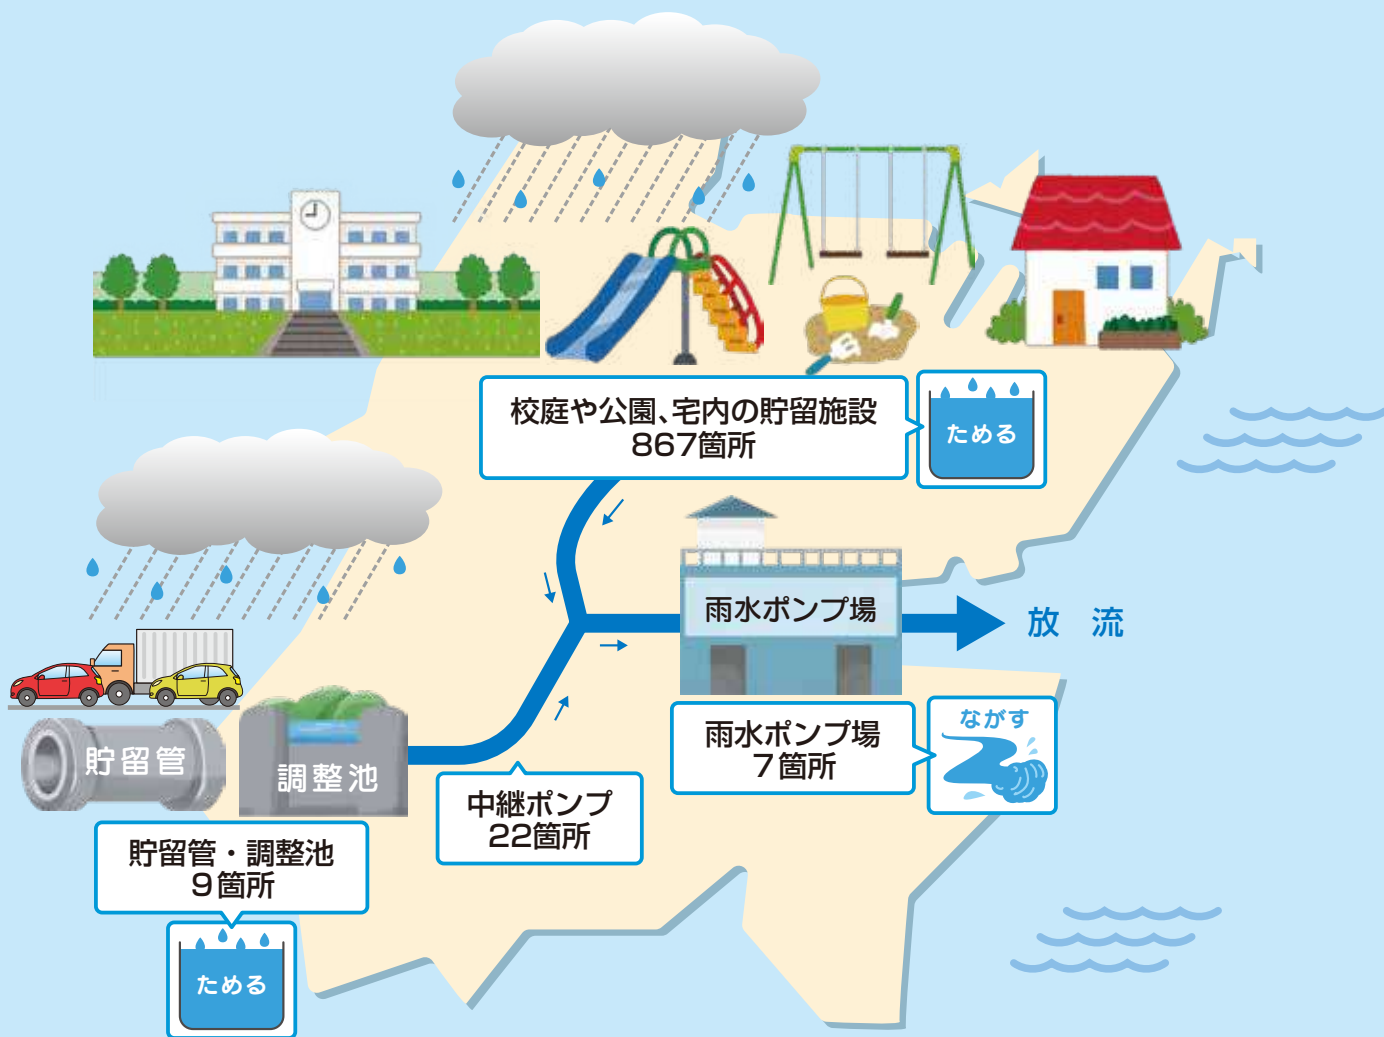 校庭や公園、宅内の貯留施設
867箇所
ためる
雨水ポンプ場
放 流
雨水ポンプ場
7箇所
ながす
貯留管
調整池
中継ポンプ
22箇所
貯留管・調整池
9箇所
ためる